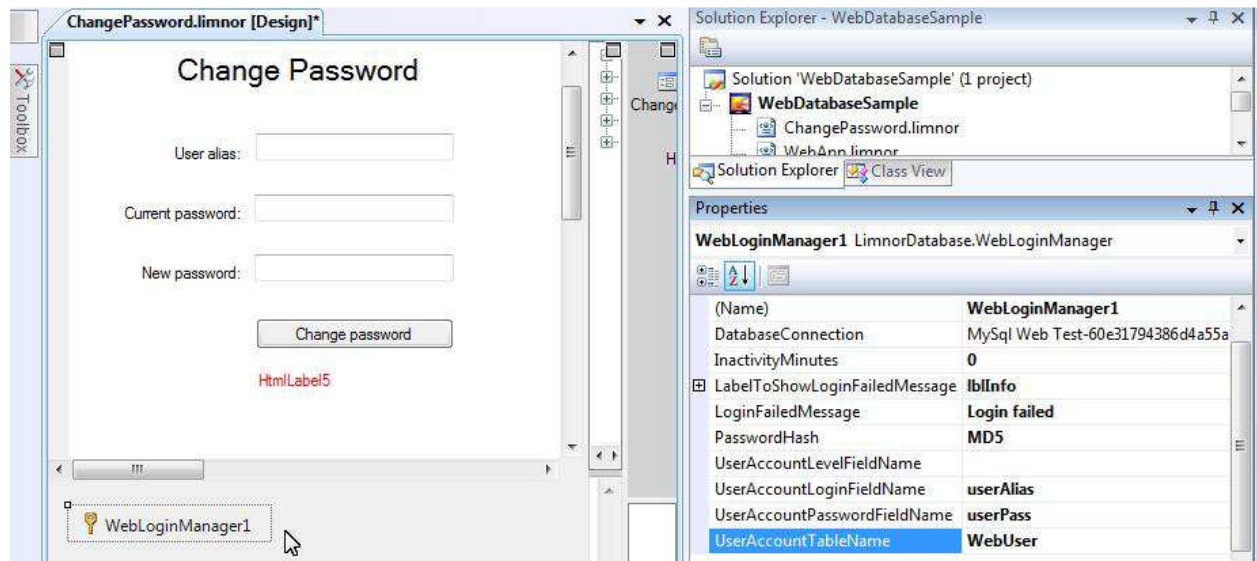 ChangePassword.limnor [Design]*
Toolbox
Change Password
User alias:
Current password:
New password:
Change password
HtmlLabel5
WebLoginManager1
Change
H
Solution Explorer - WebDatabaseSample
Solution 'WebDatabaseSample' (1 project)
WebDatabaseSample
ChangePassword.limnor
WebApp.limnor
Solution Explorer
Class View
Properties
WebLoginManager1 LimnorDatabase.WebLoginManager
(Name) WebLoginManager1
DatabaseConnection MySql Web Test-60e31794386d4a55a
InactivityMinutes 0
LabelToShowLoginFailedMessage lblInfo
LoginFailedMessage Login failed
PasswordHash MD5
UserAccountLevelFieldName
UserAccountLoginFieldName userAlias
UserAccountPasswordFieldName userPass
UserAccountTableName WebUser